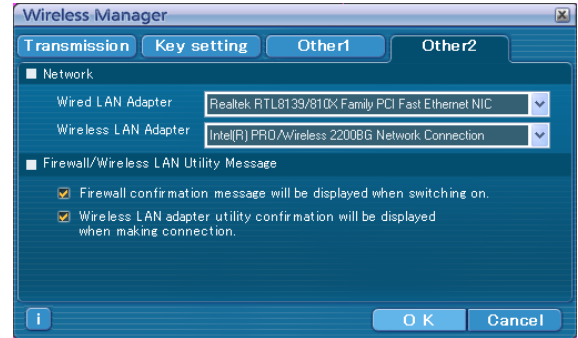 Wireless Manager
Transmission Key setting Other1 Other2
Network
Wired LAN Adapter Realtek RTL8139/810X Family PCI Fast Ethernet NIC
Wireless LAN Adapter Intel(R) PRO/Wireless 2200BG Network Connection
Firewall/Wireless LAN Utility Message
Firewall confirmation message will be displayed when switching on.
Wireless LAN adapter utility confirmation will be displayed
when making connection.
i OK Cancel